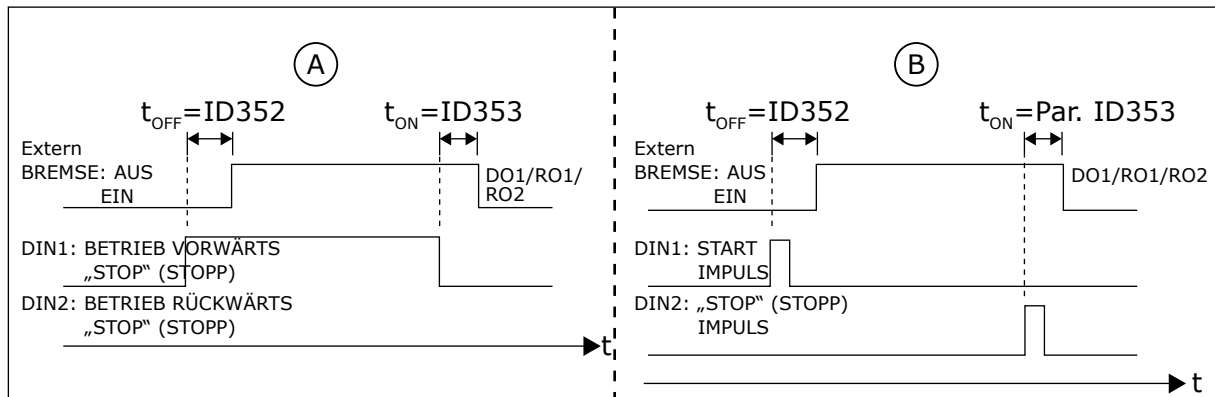 A
t_OFF=ID352
t_ON=ID353
Extern
BREMSE: AUS
EIN
DO1/RO1/
RO2
DIN1: BETRIEB VORWÄRTS
„STOP“ (STOPP)
DIN2: BETRIEB RÜCKWÄRTS
„STOP“ (STOPP)
t
B
t_OFF=ID352
t_ON=Par. ID353
Extern
BREMSE: AUS
EIN
DO1/RO1/RO2
DIN1: START
IMPULS
DIN2: „STOP“ (STOPP)
IMPULS
t